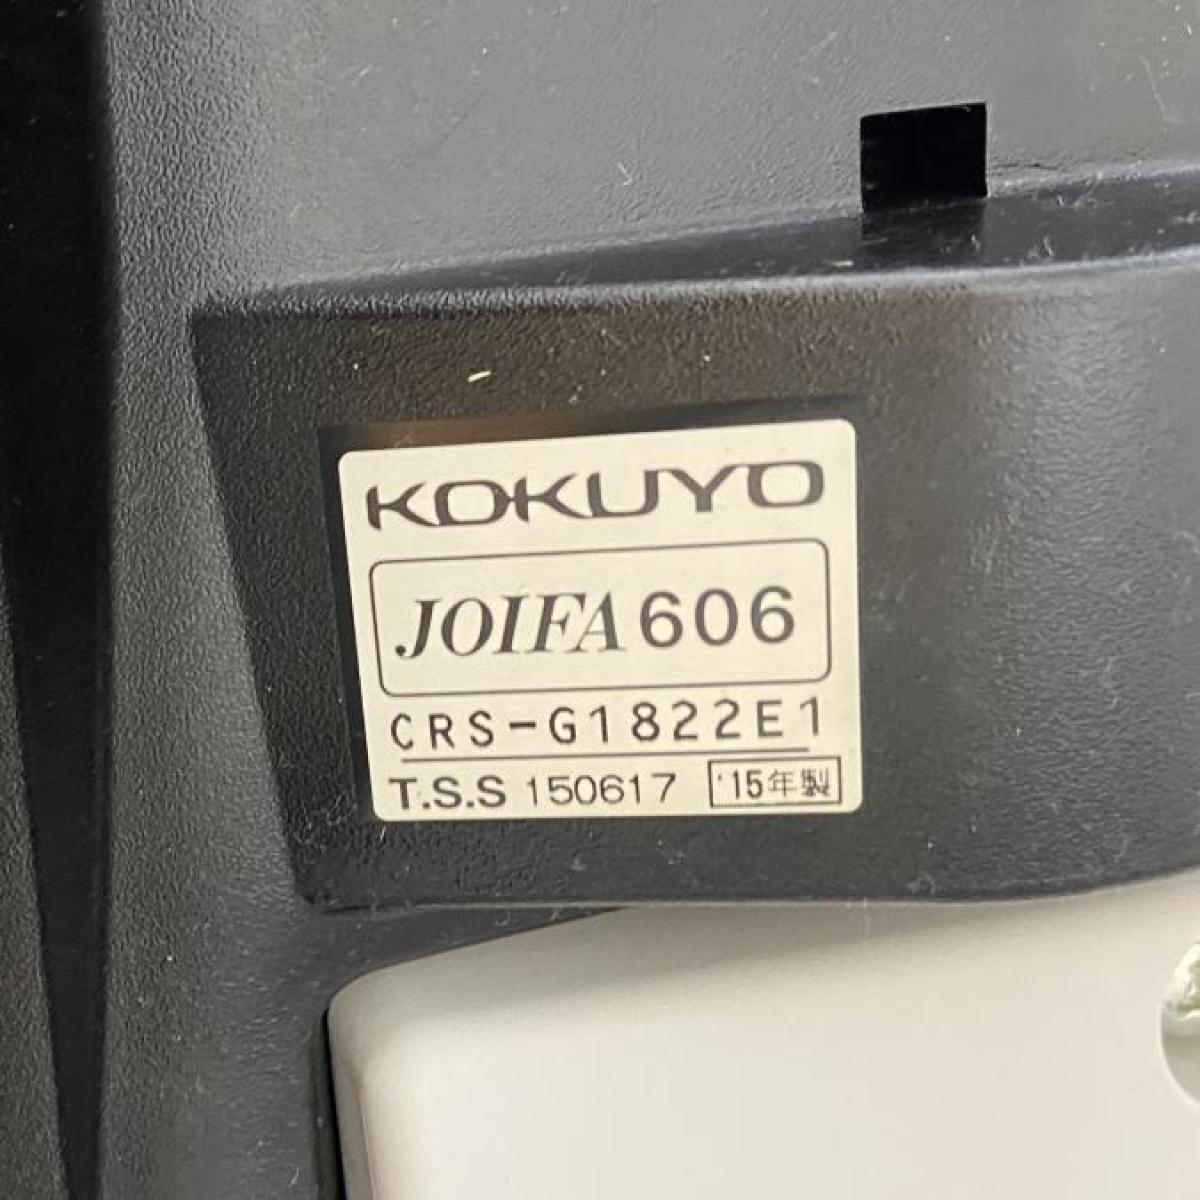 KOKUYO
JOIFA 606
CRS-G1822E1
T.S.S 150617 '15年製